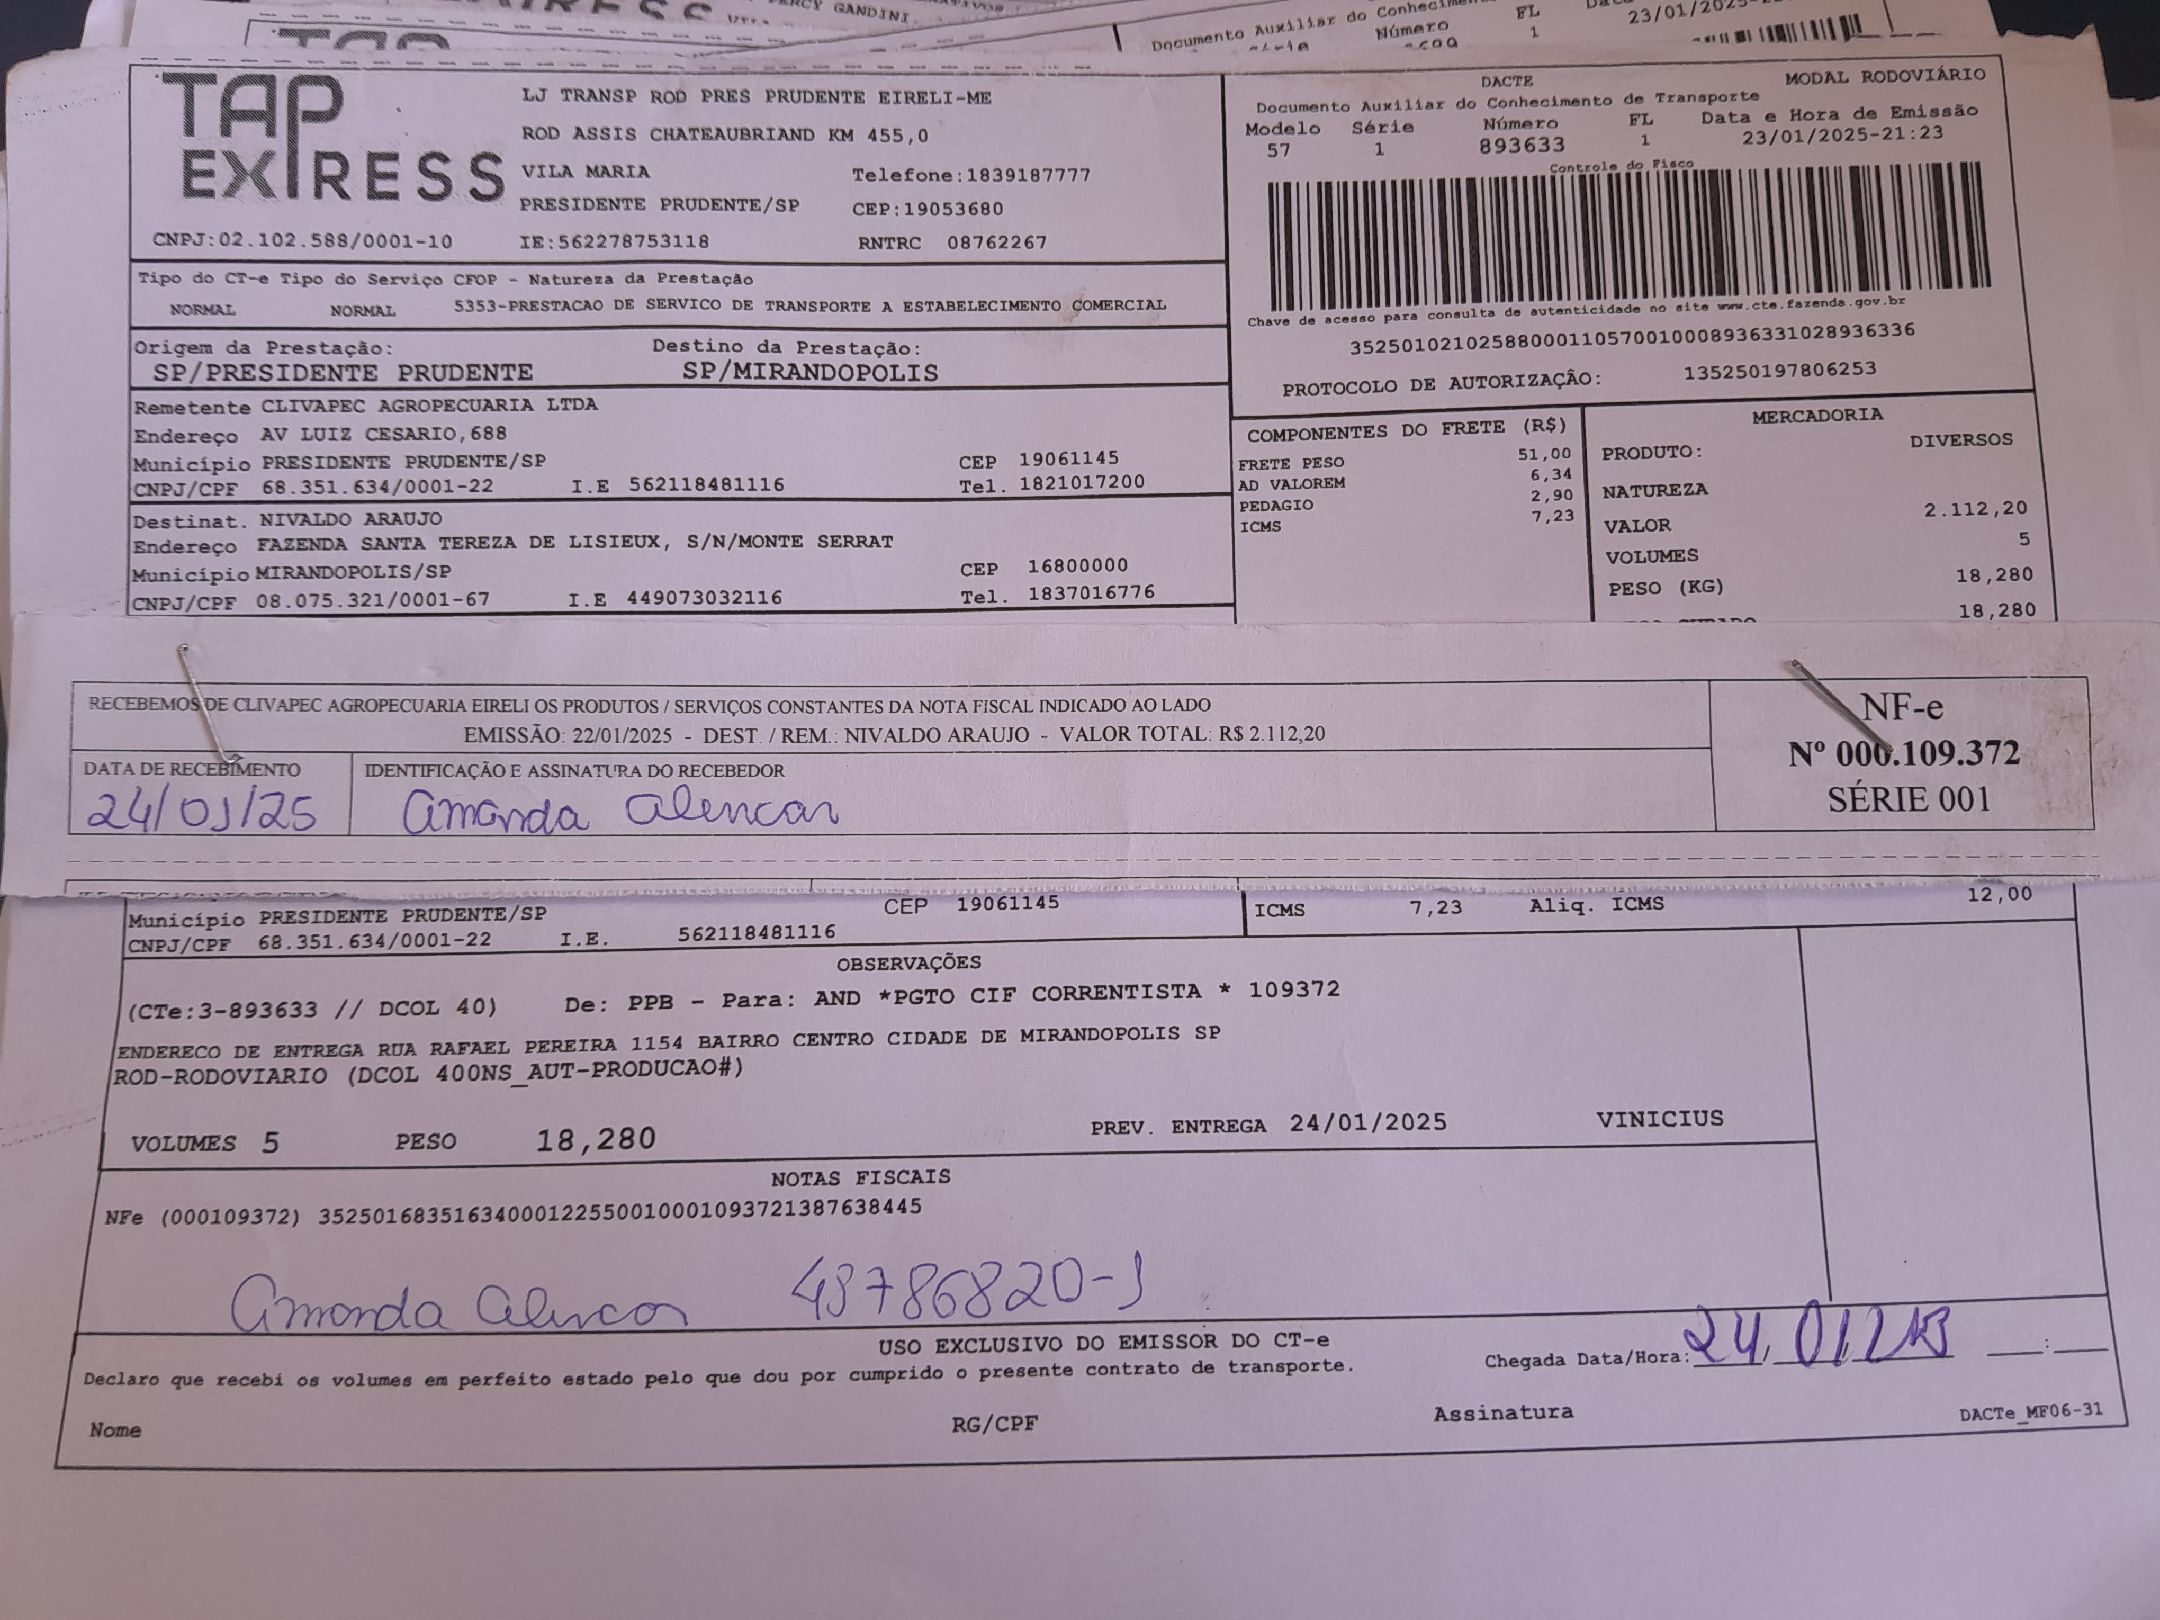 PERCY GANDINI
Documento Auxiliar do
Número
FL
1
23/01/2025-
TAP EXPRESS
LJ TRANSP ROD PRES PRUDENTE EIRELI-ME
ROD ASSIS CHATEAUBRIAND KM 455,0
VILA MARIA Telefone:1839187777
PRESIDENTE PRUDENTE/SP CEP:19053680
CNPJ:02.102.588/0001-10 IE:562278753118 RNTRC 08762267
DACTE MODAL RODOVIÁRIO
Documento Auxiliar do Conhecimento de Transporte
Modelo Série Número FL Data e Hora de Emissão
57 1 893633 1 23/01/2025-21:23
Controle do Fisco
Chave de acesso para consulta de autenticidade no site www.cte.fazenda.gov.br
35250102102588000110570010008936331028936336
PROTOCOLO DE AUTORIZAÇÂO: 135250197806253
Tipo do CT-e Tipo do Serviço CFOP - Natureza da Prestação
NORMAL NORMAL 5353-PRESTACAO DE SERVICO DE TRANSPORTE A ESTABELECIMENTO COMERCIAL
Origem da Prestação: Destino da Prestação:
SP/PRESIDENTE PRUDENTE SP/MIRANDOPOLIS
Remetente CLIVAPEC AGROPECUARIA LTDA
Endereço AV LUIZ CESARIO,688
Município PRESIDENTE PRUDENTE/SP CEP 19061145
CNPJ/CPF 68.351.634/0001-22 I.E 562118481116 Tel. 1821017200
Destinat. NIVALDO ARAUJO
Endereço FAZENDA SANTA TEREZA DE LISIEUX, S/N/MONTE SERRAT
Município MIRANDOPOLIS/SP CEP 16800000
CNPJ/CPF 08.075.321/0001-67 I.E 449073032116 Tel. 1837016776
COMPONENTES DO FRETE (R$)
FRETE PESO 51,00
AD VALOREM 6,34
PEDAGIO 2,90
ICMS 7,23
MERCADORIA
PRODUTO: DIVERSOS
NATUREZA
VALOR 2.112,20
VOLUMES 5
PESO (KG) 18,280
18,280
RECEBEMOS DE CLIVAPEC AGROPECUARIA EIRELI OS PRODUTOS / SERVIÇOS CONSTANTES DA NOTA FISCAL INDICADO AO LADO
EMISSÃO: 22/01/2025 - DEST. / REM.: NIVALDO ARAUJO - VALOR TOTAL: R$ 2.112,20
DATA DE RECEBIMENTO IDENTIFICAÇÃO E ASSINATURA DO RECEBEDOR
24/01/25 Amanda Alencar
NF-e
Nº 000.109.372
SÉRIE 001
Município PRESIDENTE PRUDENTE/SP CEP 19061145
CNPJ/CPF 68.351.634/0001-22 I.E. 562118481116
ICMS 7,23 Aliq. ICMS 12,00
OBSERVAÇÕES
(CTe:3-893633 // DCOL 40) De: PPB - Para: AND *PGTO CIF CORRENTISTA * 109372
ENDERECO DE ENTREGA RUA RAFAEL PEREIRA 1154 BAIRRO CENTRO CIDADE DE MIRANDOPOLIS SP
ROD-RODOVIARIO (DCOL 400NS_AUT-PRODUCAO#)
VOLUMES 5 PESO 18,280 PREV. ENTREGA 24/01/2025 VINICIUS
NOTAS FISCAIS
NFe (000109372) 35250168351634000122550010001093721387638445
Amanda Alencar 48786820-1
USO EXCLUSIVO DO EMISSOR DO CT-e
Declaro que recebi os volumes em perfeito estado pelo que dou por cumprido o presente contrato de transporte.
Chegada Data/Hora: 24,01, ___:___
Nome RG/CPF Assinatura DACTe_MF06-31